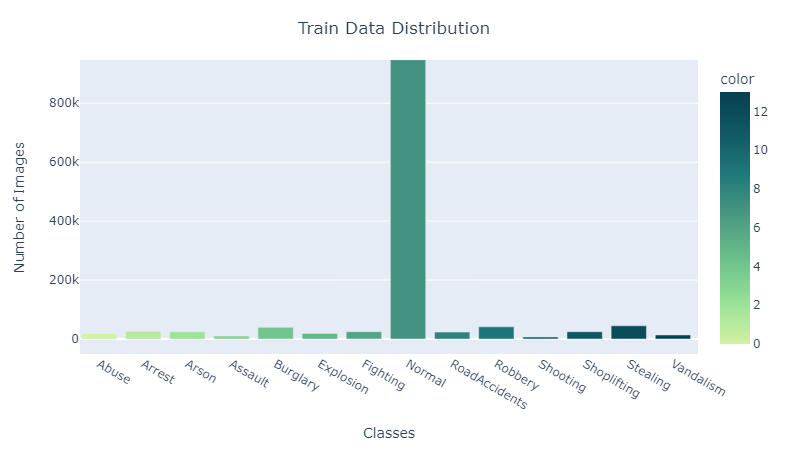 Train Data Distribution
Number of Images
800k
600k
400k
200k
0
Abuse
Arrest
Arson
Assault
Burglary
Explosion
Fighting
Normal
RoadAccidents
Robbery
Shooting
Shoplifting
Stealing
Vandalism
Classes
color
12
10
8
6
4
2
0